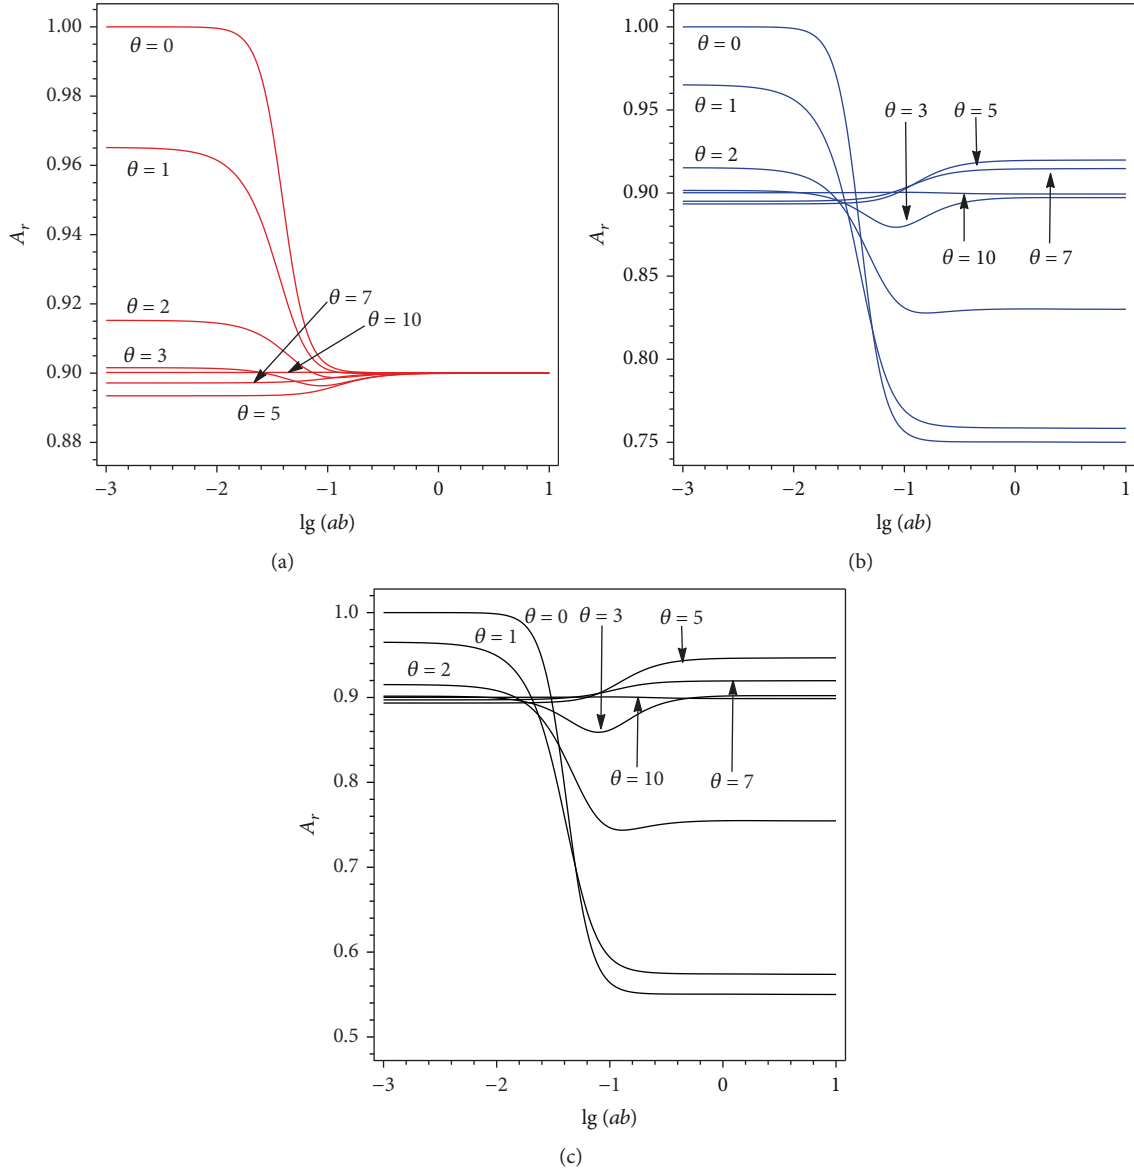 1.00
0.98
0.96
0.94
0.92
0.90
0.88
A_r
θ = 0
θ = 1
θ = 2
θ = 3
θ = 7
θ = 10
θ = 5
−3 −2 −1 0 1
lg (ab)
(a)
1.00
0.95
0.90
0.85
0.80
0.75
A_r
θ = 0
θ = 1
θ = 2
θ = 3
θ = 5
θ = 10
θ = 7
−3 −2 −1 0 1
lg (ab)
(b)
1.0
0.9
0.8
0.7
0.6
0.5
A_r
θ = 0
θ = 3
θ = 5
θ = 1
θ = 2
θ = 10
θ = 7
−3 −2 −1 0 1
lg (ab)
(c)